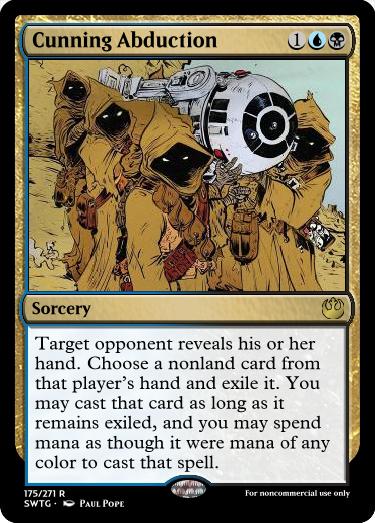 Cunning Abduction 1
Sorcery
Target opponent reveals his or her
hand. Choose a nonland card from
that player's hand and exile it. You
may cast that card as long as it
remains exiled, and you may spend
mana as though it were mana of any
color to cast that spell.
175/271 R
SWTG · Paul Pope
For noncommercial use only